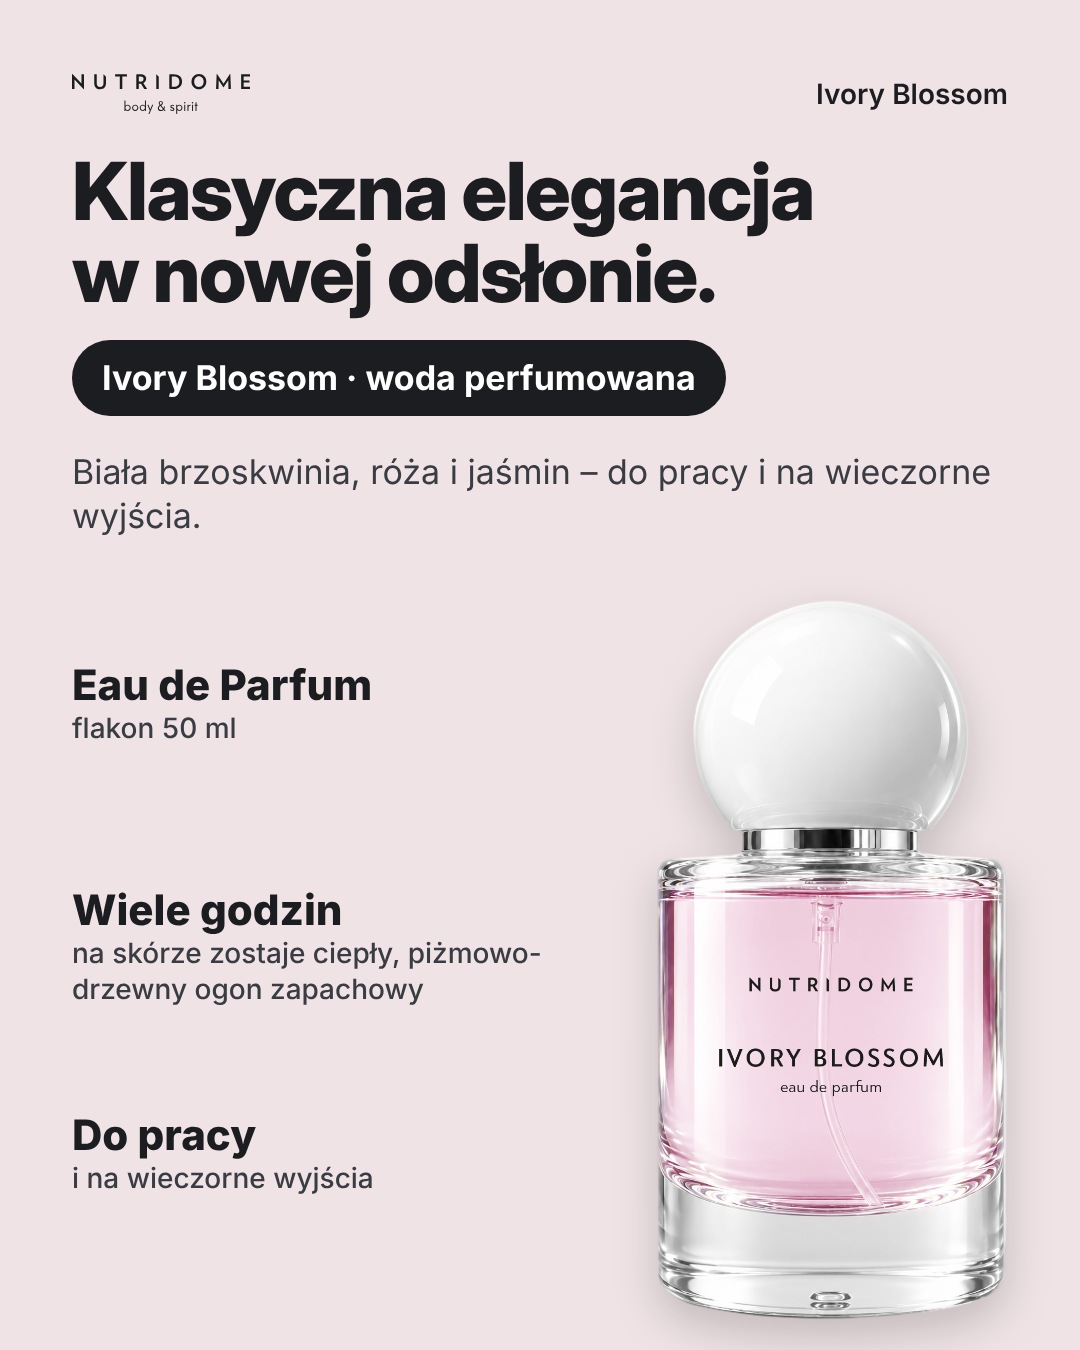 NUTRIDOME
body & spirit
Ivory Blossom
Klasyczna elegancja
w nowej odsłonie.
Ivory Blossom · woda perfumowana
Biała brzoskwinia, róża i jaśmin – do pracy i na wieczorne
wyjścia.
Eau de Parfum
flakon 50 ml
Wiele godzin
na skórze zostaje ciepły, piżmowo-
drzewny ogon zapachowy
Do pracy
i na wieczorne wyjścia
NUTRIDOME
IVORY BLOSSOM
eau de parfum